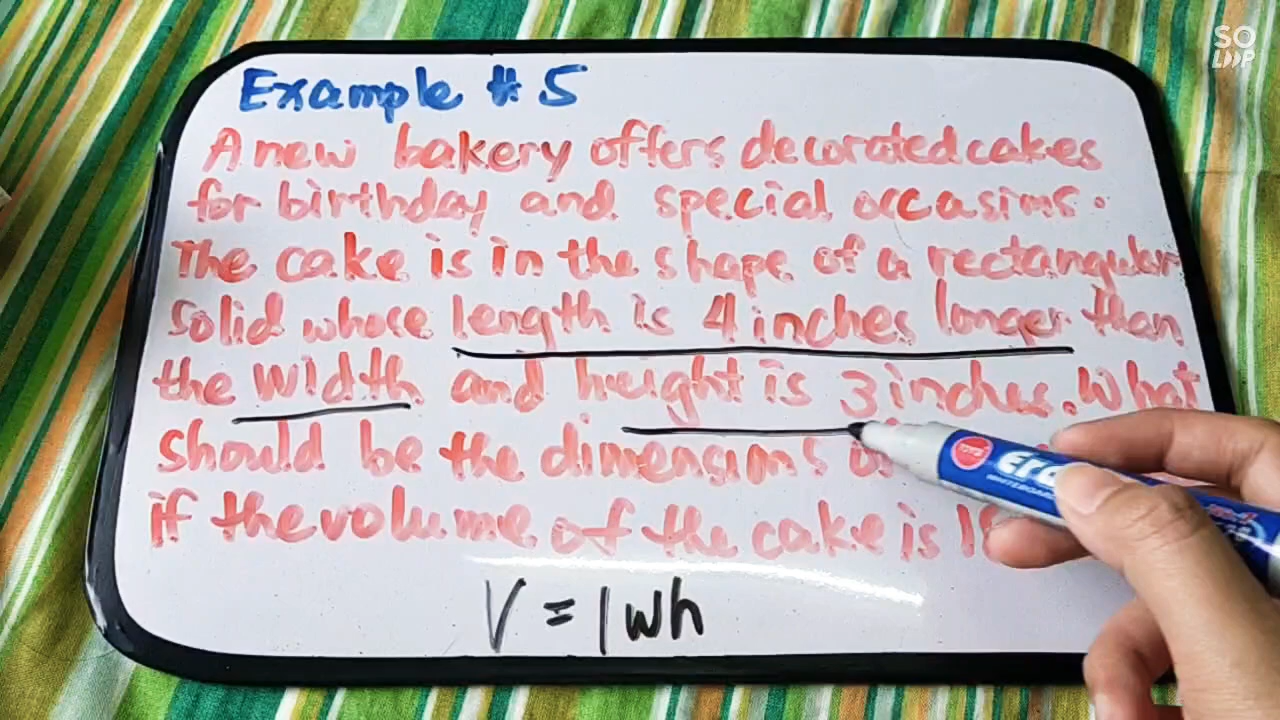 Example # 5
A new bakery offers decorated cakes
for birthday and special occasions.
The cake is in the shape of a rectangular
solid whose length is 4 inches longer than
the width and height is 3 inches. What
should be the dimensions
if the volume of the cake is
V = lwh
SO
LOOP